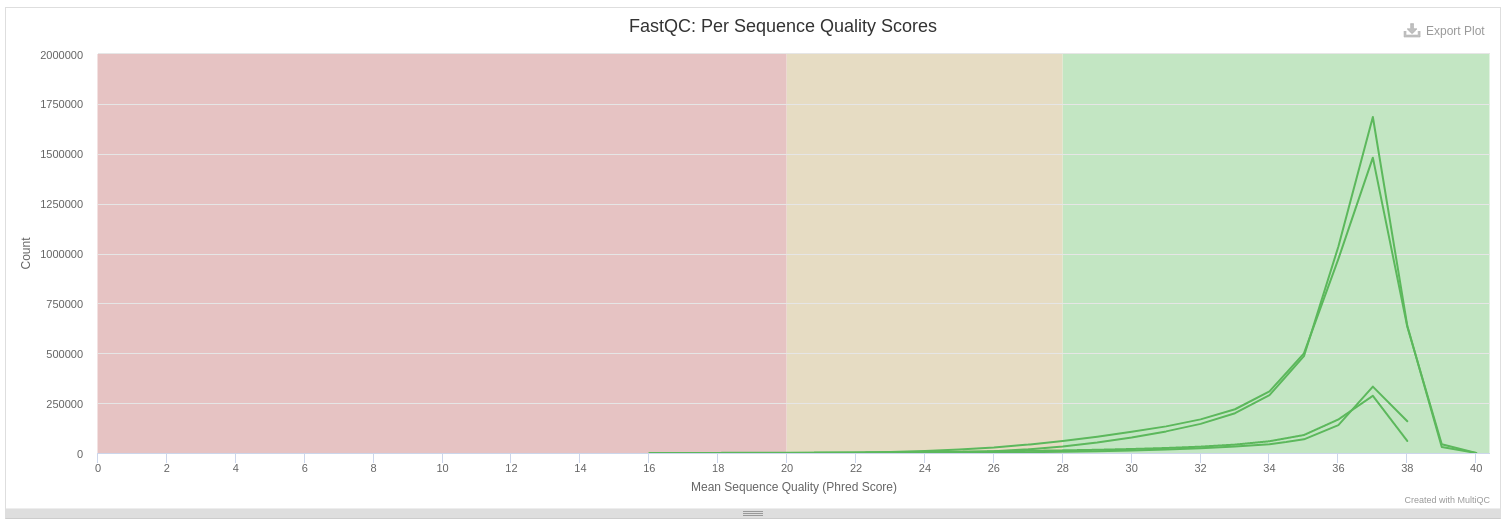 FastQC: Per Sequence Quality Scores
Export Plot
2000000
1750000
1500000
1250000
1000000
750000
500000
250000
0
Count
0 2 4 6 8 10 12 14 16 18 20 22 24 26 28 30 32 34 36 38 40
Mean Sequence Quality (Phred Score)
Created with MultiQC